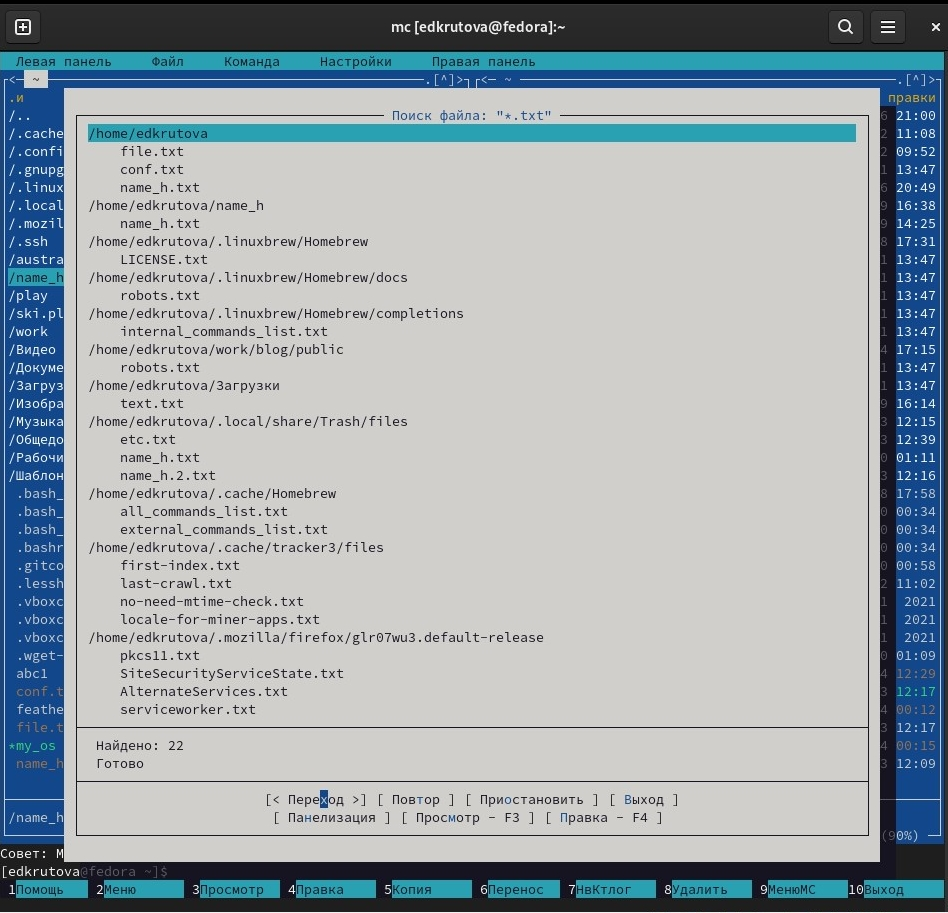 mc [edkrutova@fedora]:~
Левая панель Файл Команда Настройки Правая панель
<─ ~ .[^]> <─ ~ .[^]>
.и правки
/.. 6 21:00
/.cache 2 11:08
/.confi 2 09:52
/.gnupg 1 13:47
/.linux 6 20:49
/.local 9 16:38
/.mozil 9 14:25
/.ssh 8 17:31
/austra 1 13:47
/name_h 1 13:47
/play 1 13:47
/ski.pl 1 13:47
/work 1 13:47
/Видео 4 17:15
/Докуме 1 13:47
/Загруз 1 13:47
/Изобра 9 16:14
/Музыка 3 12:15
/Общедо 3 12:39
/Рабочи 0 01:11
/Шаблон 3 12:16
.bash_ 8 17:58
.bash_ 0 00:34
.bash_ 0 00:34
.bashr 0 00:34
.gitco 0 00:58
.lessh 2 11:02
.vboxc 1 2021
.vboxc 1 2021
.vboxc 1 2021
.wget- 0 01:09
abc1 4 12:29
conf.t 3 12:17
feathe 4 00:12
file.t 3 12:17
*my_os 4 00:15
name_h 3 12:09
/name_h
(90%)
Поиск файла: "*.txt"
/home/edkrutova
file.txt
conf.txt
name_h.txt
/home/edkrutova/name_h
name_h.txt
/home/edkrutova/.linuxbrew/Homebrew
LICENSE.txt
/home/edkrutova/.linuxbrew/Homebrew/docs
robots.txt
/home/edkrutova/.linuxbrew/Homebrew/completions
internal_commands_list.txt
/home/edkrutova/work/blog/public
robots.txt
/home/edkrutova/Загрузки
text.txt
/home/edkrutova/.local/share/Trash/files
etc.txt
name_h.txt
name_h.2.txt
/home/edkrutova/.cache/Homebrew
all_commands_list.txt
external_commands_list.txt
/home/edkrutova/.cache/tracker3/files
first-index.txt
last-crawl.txt
no-need-mtime-check.txt
locale-for-miner-apps.txt
/home/edkrutova/.mozilla/firefox/glr07wu3.default-release
pkcs11.txt
SiteSecurityServiceState.txt
AlternateServices.txt
serviceworker.txt
Найдено: 22
Готово
[< Переход >] [ Повтор ] [ Приостановить ] [ Выход ]
[ Панелизация ] [ Просмотр - F3 ] [ Правка - F4 ]
Совет: М
[edkrutova@fedora ~]$
1Помощь 2Меню 3Просмотр 4Правка 5Копия 6Перенос 7НвКтлог 8Удалить 9МенюМС 10Выход